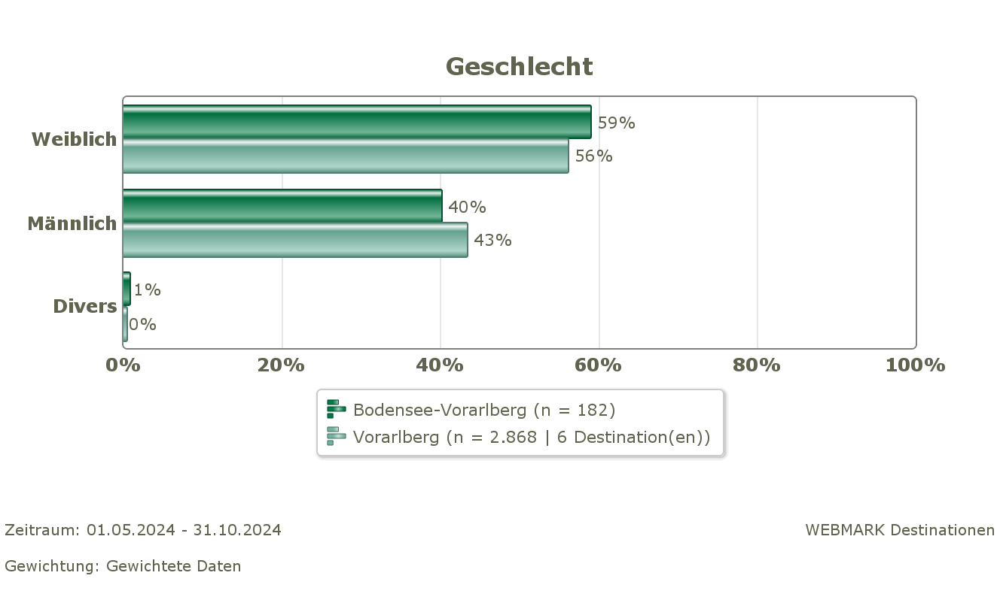 Geschlecht
Weiblich
59%
56%
Männlich
40%
43%
Divers
1%
0%
0% 20% 40% 60% 80% 100%
Bodensee-Vorarlberg (n = 182)
Vorarlberg (n = 2.868 | 6 Destination(en))
Zeitraum: 01.05.2024 - 31.10.2024 WEBMARK Destinationen
Gewichtung: Gewichtete Daten